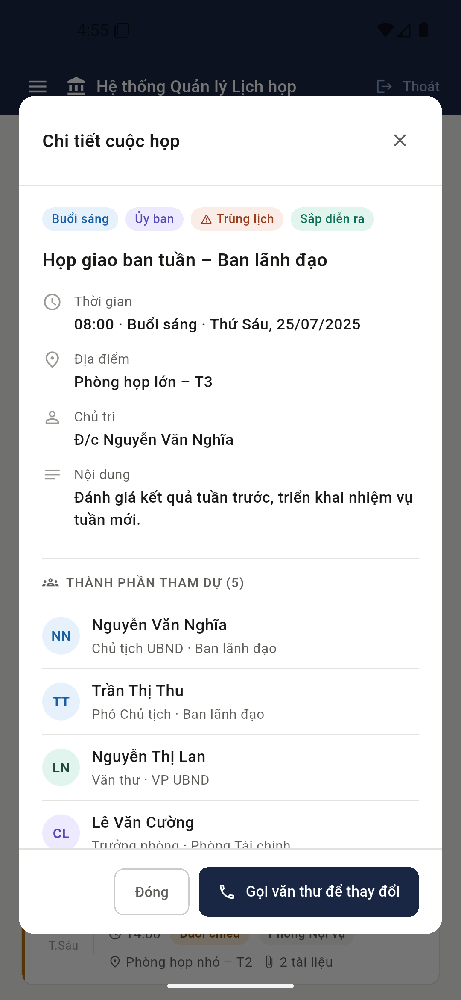 4:55
Hệ thống Quản lý Lịch họp
Thoát
Chi tiết cuộc họp
Buổi sáng
Ủy ban
Trùng lịch
Sắp diễn ra
Họp giao ban tuần – Ban lãnh đạo
Thời gian
08:00 · Buổi sáng · Thứ Sáu, 25/07/2025
Địa điểm
Phòng họp lớn – T3
Chủ trì
Đ/c Nguyễn Văn Nghĩa
Nội dung
Đánh giá kết quả tuần trước, triển khai nhiệm vụ
tuần mới.
THÀNH PHẦN THAM DỰ (5)
NN
Nguyễn Văn Nghĩa
Chủ tịch UBND · Ban lãnh đạo
TT
Trần Thị Thu
Phó Chủ tịch · Ban lãnh đạo
LN
Nguyễn Thị Lan
Văn thư · VP UBND
CL
Lê Văn Cường
Trưởng phòng · Phòng Tài chính
Đóng
Gọi văn thư để thay đổi
T.Sáu
14:00
Buổi chiều
Phòng Nội vụ
Phòng họp nhỏ – T2
2 tài liệu